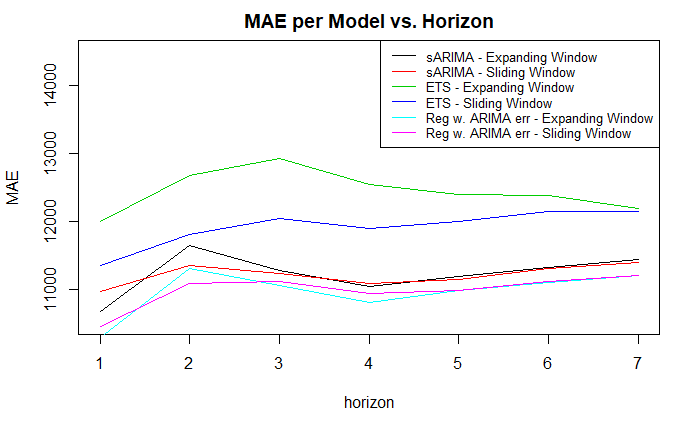 MAE per Model vs. Horizon
sARIMA - Expanding Window
sARIMA - Sliding Window
ETS - Expanding Window
ETS - Sliding Window
Reg w. ARIMA err - Expanding Window
Reg w. ARIMA err - Sliding Window
MAE
14000
13000
12000
11000
1 2 3 4 5 6 7
horizon